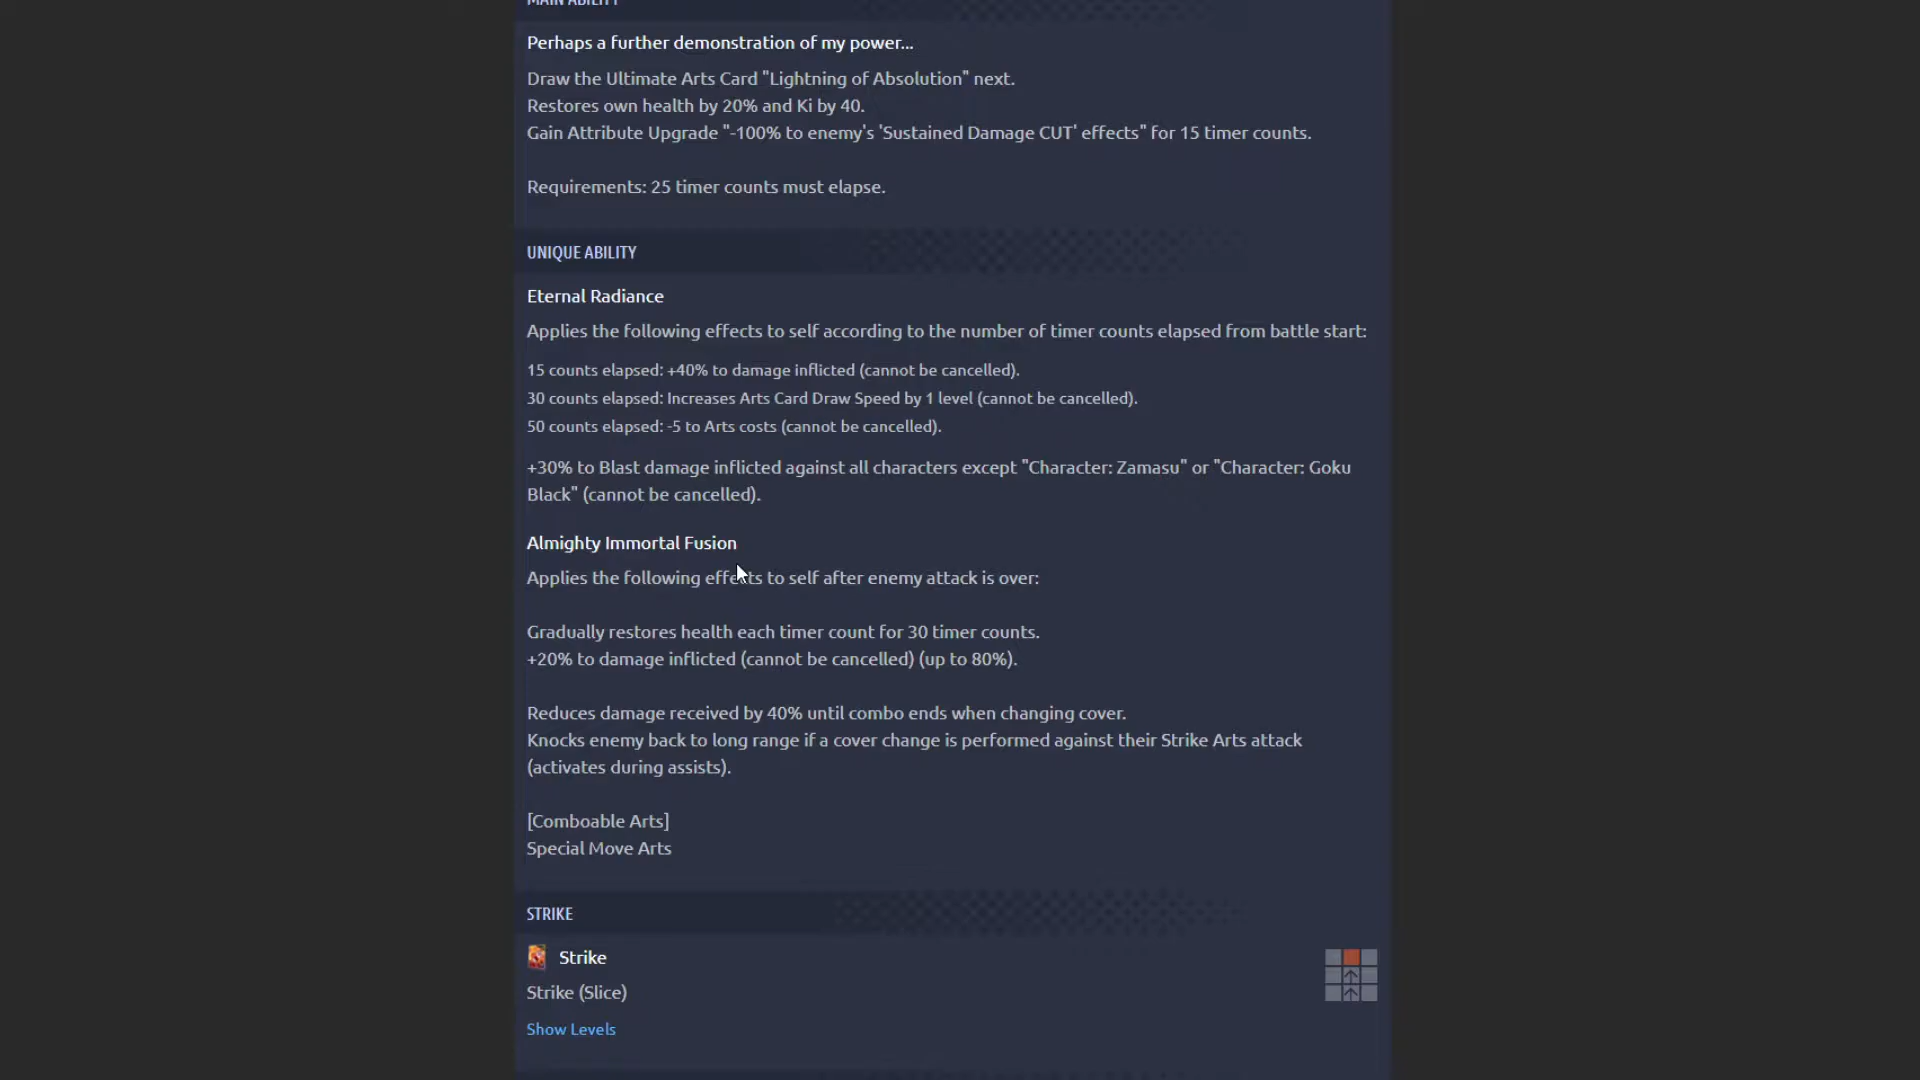 MAIN ABILITY
Perhaps a further demonstration of my power...
Draw the Ultimate Arts Card "Lightning of Absolution" next.
Restores own health by 20% and Ki by 40.
Gain Attribute Upgrade "-100% to enemy's 'Sustained Damage CUT' effects" for 15 timer counts.
Requirements: 25 timer counts must elapse.
UNIQUE ABILITY
Eternal Radiance
Applies the following effects to self according to the number of timer counts elapsed from battle start:
15 counts elapsed: +40% to damage inflicted (cannot be cancelled).
30 counts elapsed: Increases Arts Card Draw Speed by 1 level (cannot be cancelled).
50 counts elapsed: -5 to Arts costs (cannot be cancelled).
+30% to Blast damage inflicted against all characters except "Character: Zamasu" or "Character: Goku
Black" (cannot be cancelled).
Almighty Immortal Fusion
Applies the following effects to self after enemy attack is over:
Gradually restores health each timer count for 30 timer counts.
+20% to damage inflicted (cannot be cancelled) (up to 80%).
Reduces damage received by 40% until combo ends when changing cover.
Knocks enemy back to long range if a cover change is performed against their Strike Arts attack
(activates during assists).
[Comboable Arts]
Special Move Arts
STRIKE
Strike
Strike (Slice)
Show Levels